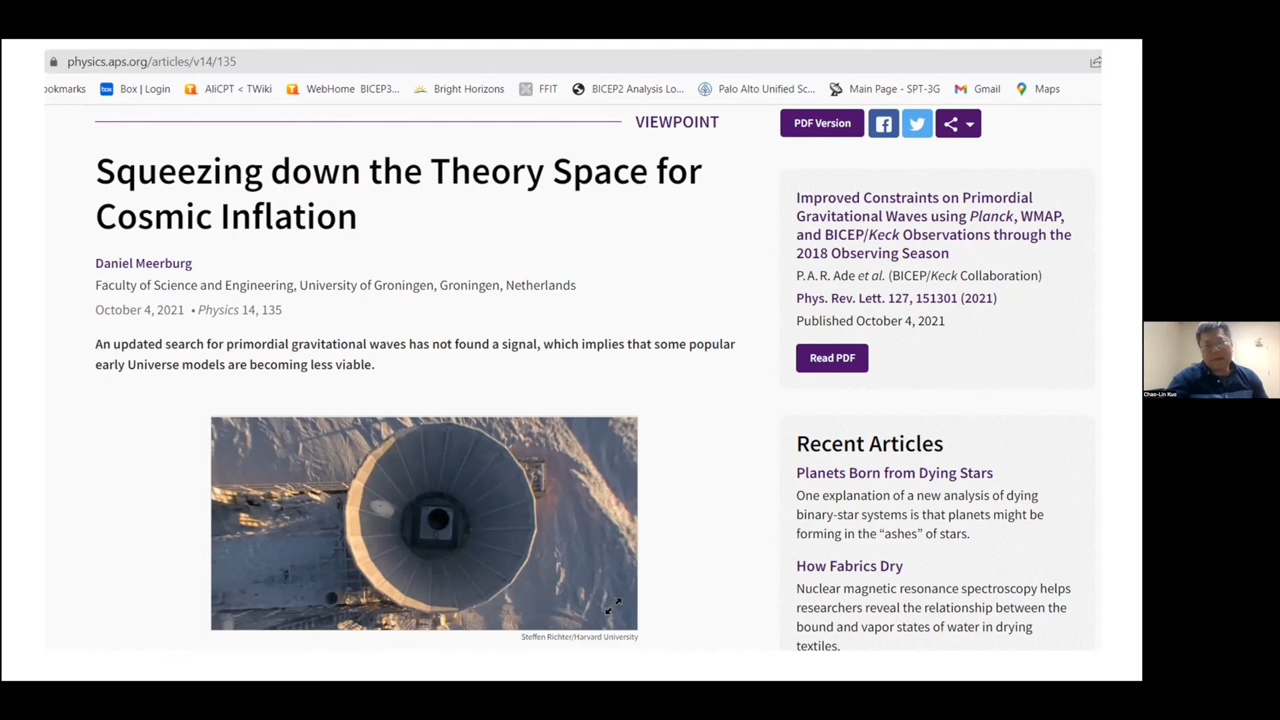 physics.aps.org/articles/v14/135
ookmarks Box | Login AliCPT < TWiki WebHome BICEP3... Bright Horizons FFIT BICEP2 Analysis Lo... Palo Alto Unified Sc... Main Page - SPT-3G Gmail Maps
VIEWPOINT
Squeezing down the Theory Space for
Cosmic Inflation
Daniel Meerburg
Faculty of Science and Engineering, University of Groningen, Groningen, Netherlands
October 4, 2021 • Physics 14, 135
An updated search for primordial gravitational waves has not found a signal, which implies that some popular
early Universe models are becoming less viable.
Steffen Richter/Harvard University
PDF Version
Improved Constraints on Primordial
Gravitational Waves using Planck, WMAP,
and BICEP/Keck Observations through the
2018 Observing Season
P. A. R. Ade et al. (BICEP/Keck Collaboration)
Phys. Rev. Lett. 127, 151301 (2021)
Published October 4, 2021
Read PDF
Recent Articles
Planets Born from Dying Stars
One explanation of a new analysis of dying
binary-star systems is that planets might be
forming in the “ashes” of stars.
How Fabrics Dry
Nuclear magnetic resonance spectroscopy helps
researchers reveal the relationship between the
bound and vapor states of water in drying
textiles.
Chao-Lin Kuo